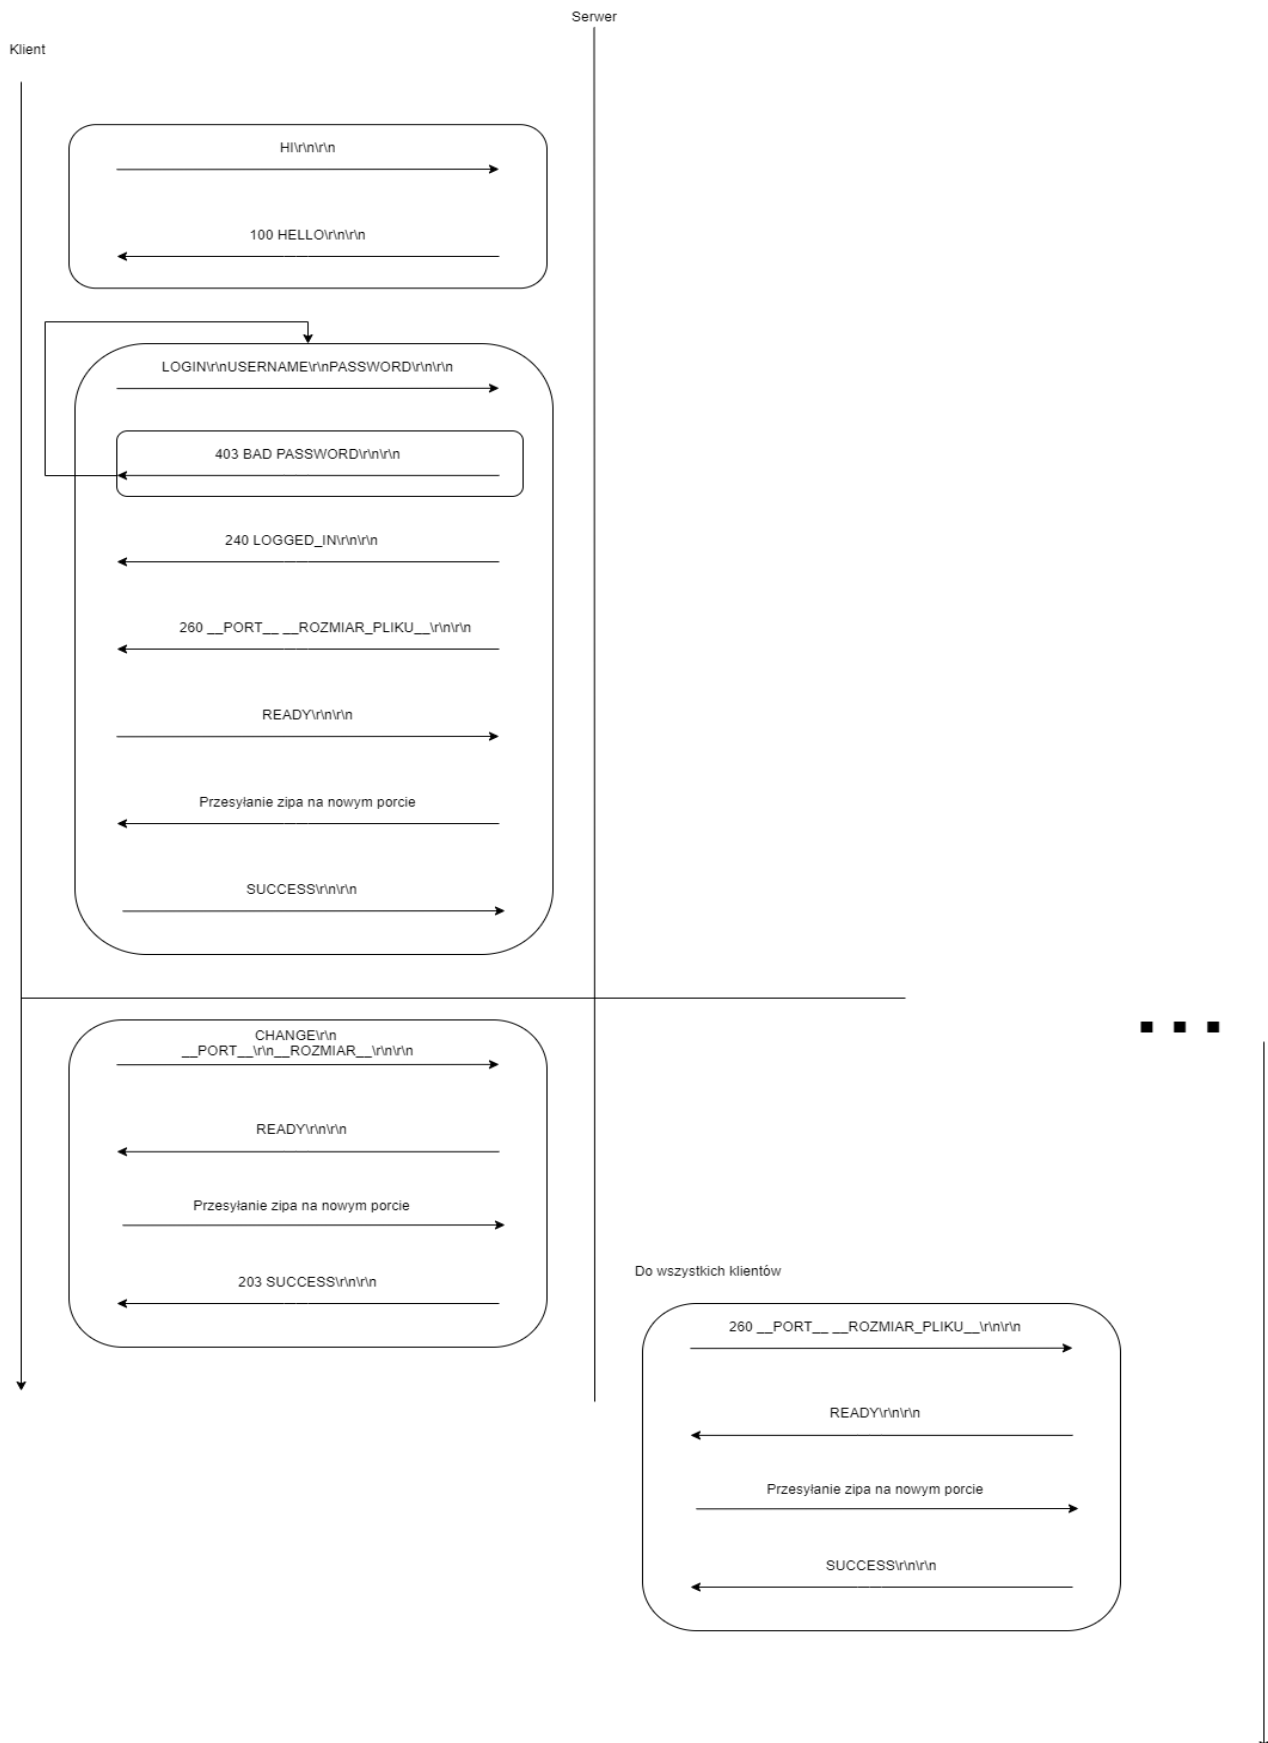 Serwer
Klient
HI\r\n\r\n
100 HELLO\r\n\r\n
LOGIN\r\nUSERNAME\r\nPASSWORD\r\n\r\n
403 BAD PASSWORD\r\n\r\n
240 LOGGED_IN\r\n\r\n
260 __PORT__ __ROZMIAR_PLIKU__\r\n\r\n
READY\r\n\r\n
Przesyłanie zipa na nowym porcie
SUCCESS\r\n\r\n
CHANGE\r\n
__PORT__\r\n__ROZMIAR__\r\n\r\n
READY\r\n\r\n
Przesyłanie zipa na nowym porcie
203 SUCCESS\r\n\r\n
Do wszystkich klientów
260 __PORT__ __ROZMIAR_PLIKU__\r\n\r\n
READY\r\n\r\n
Przesyłanie zipa na nowym porcie
SUCCESS\r\n\r\n